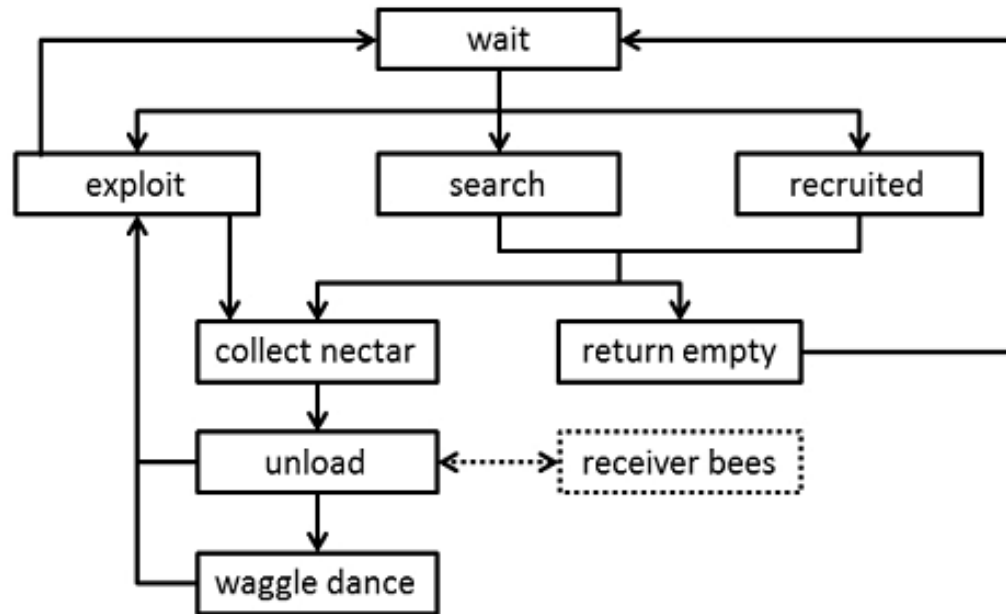 wait
exploit
search
recruited
collect nectar
return empty
unload
receiver bees
waggle dance